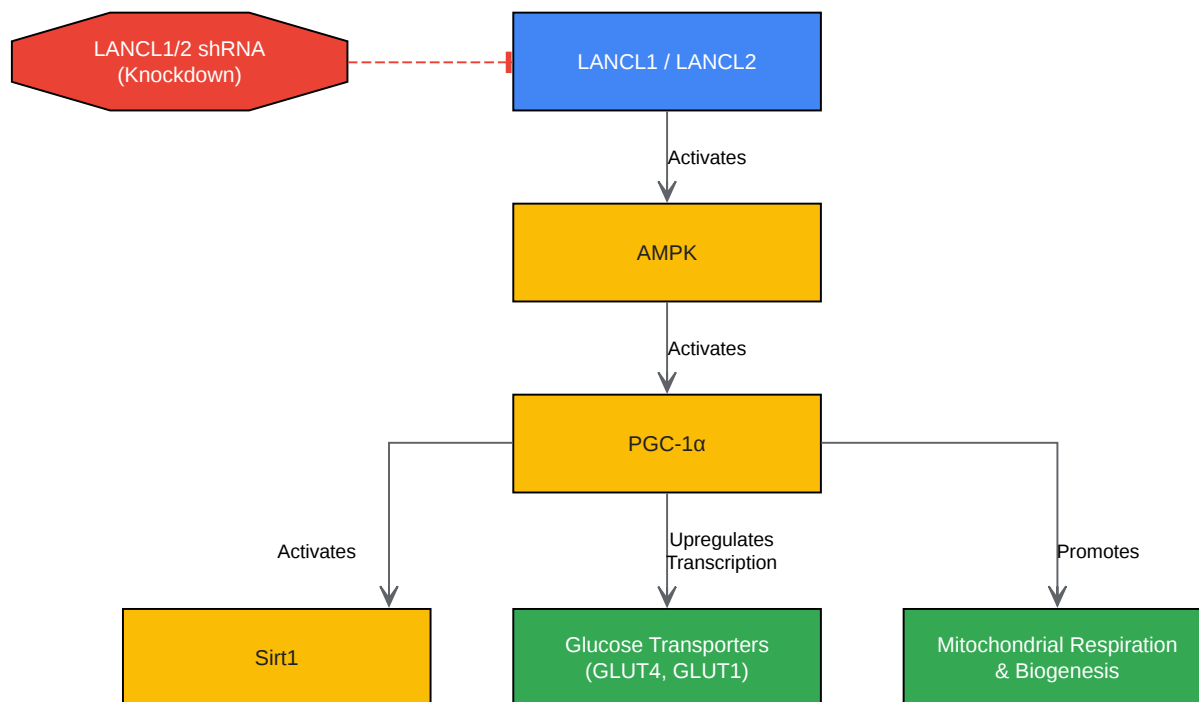 LANCL1/2 shRNA
(Knockdown)
LANCL1 / LANCL2
Activates
AMPK
Activates
PGC-1α
Activates
Upregulates
Transcription
Promotes
Sirt1
Glucose Transporters
(GLUT4, GLUT1)
Mitochondrial Respiration
& Biogenesis